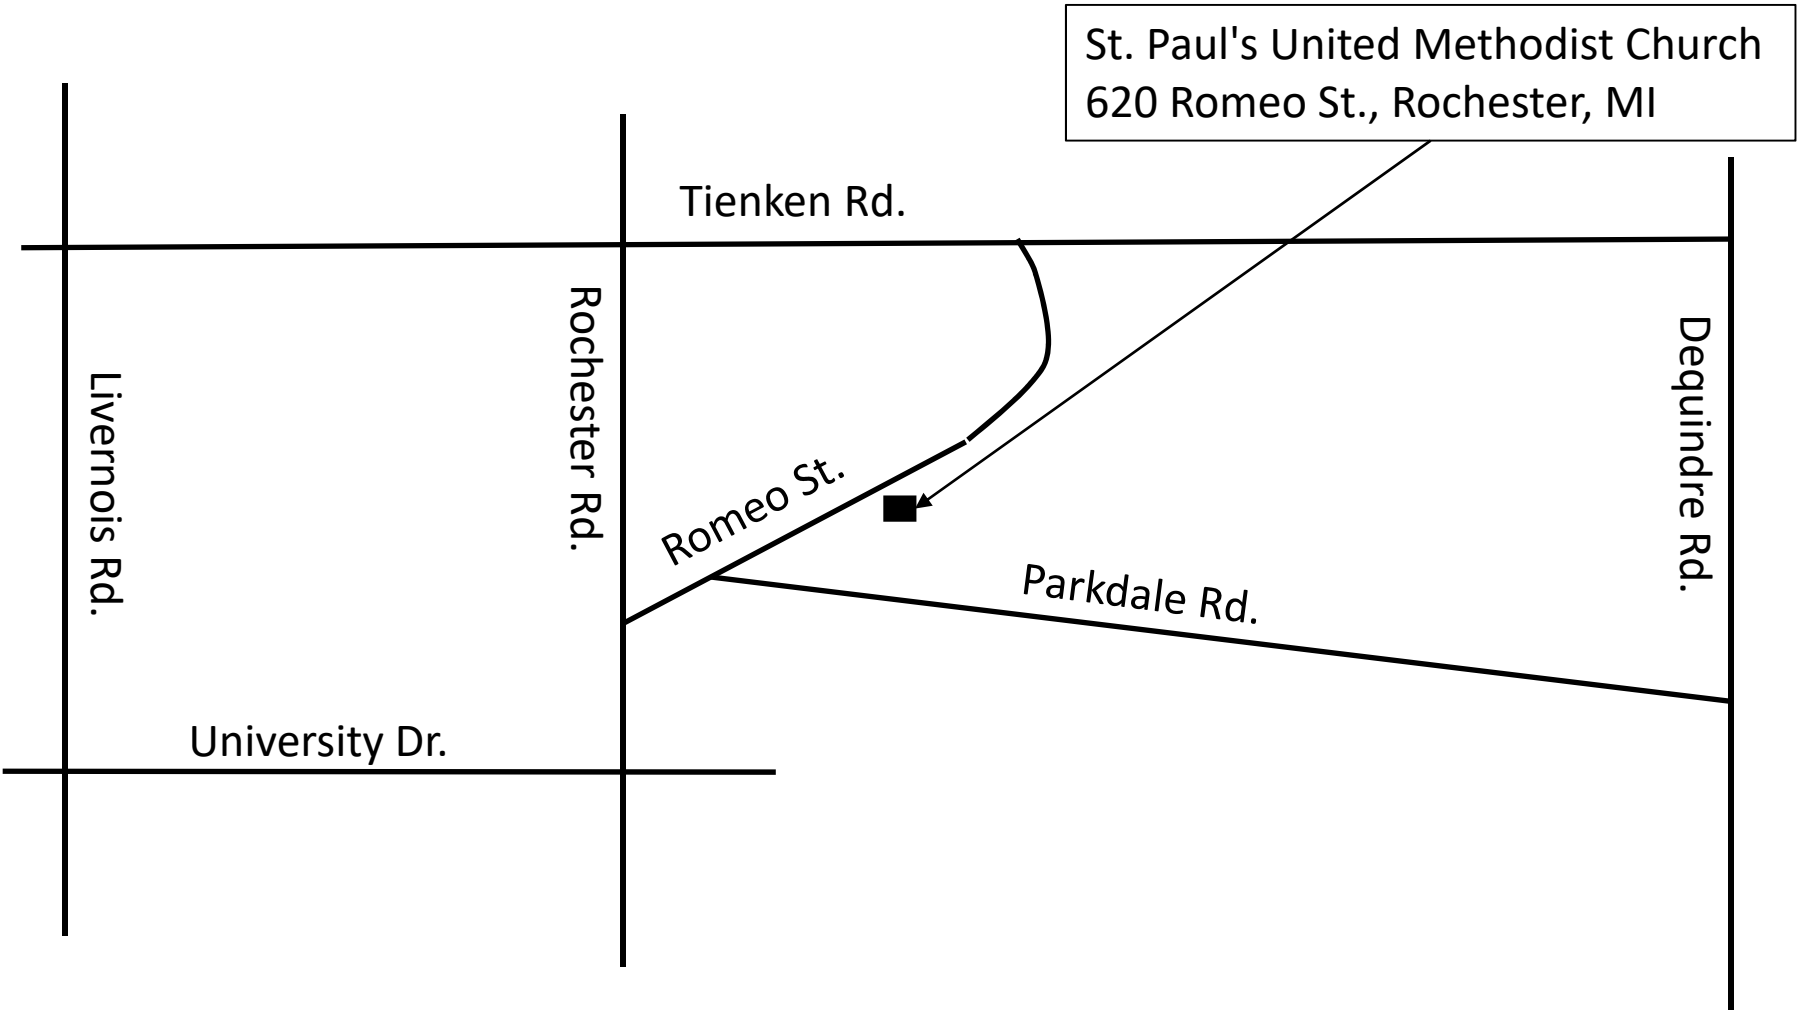 St. Paul's United Methodist Church
620 Romeo St., Rochester, MI
Tienken Rd.
Rochester Rd.
Dequindre Rd.
Livernois Rd.
Romeo St.
Parkdale Rd.
University Dr.